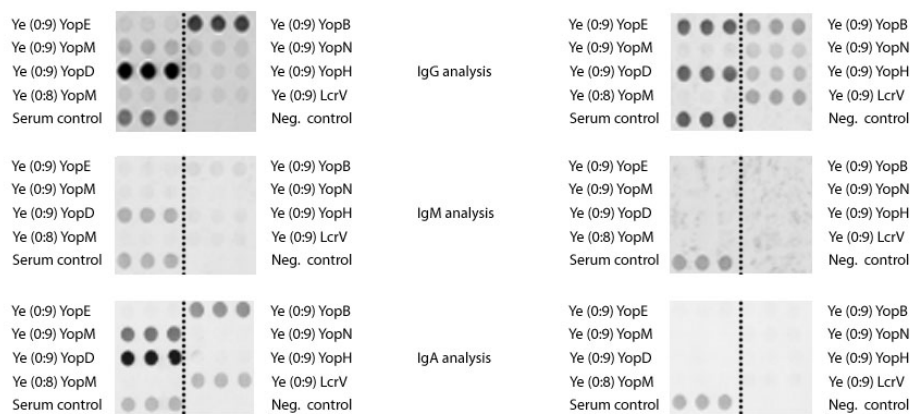 Ye (0:9) YopE Ye (0:9) YopB Ye (0:9) YopE Ye (0:9) YopB
Ye (0:9) YopM Ye (0:9) YopN Ye (0:9) YopM Ye (0:9) YopN
Ye (0:9) YopD Ye (0:9) YopH IgG analysis Ye (0:9) YopD Ye (0:9) YopH
Ye (0:8) YopM Ye (0:9) LcrV Ye (0:8) YopM Ye (0:9) LcrV
Serum control Neg. control Serum control Neg. control
Ye (0:9) YopE Ye (0:9) YopB Ye (0:9) YopE Ye (0:9) YopB
Ye (0:9) YopM Ye (0:9) YopN Ye (0:9) YopM Ye (0:9) YopN
Ye (0:9) YopD Ye (0:9) YopH IgM analysis Ye (0:9) YopD Ye (0:9) YopH
Ye (0:8) YopM Ye (0:9) LcrV Ye (0:8) YopM Ye (0:9) LcrV
Serum control Neg. control Serum control Neg. control
Ye (0:9) YopE Ye (0:9) YopB Ye (0:9) YopE Ye (0:9) YopB
Ye (0:9) YopM Ye (0:9) YopN Ye (0:9) YopM Ye (0:9) YopN
Ye (0:9) YopD Ye (0:9) YopH IgA analysis Ye (0:9) YopD Ye (0:9) YopH
Ye (0:8) YopM Ye (0:9) LcrV Ye (0:8) YopM Ye (0:9) LcrV
Serum control Neg. control Serum control Neg. control